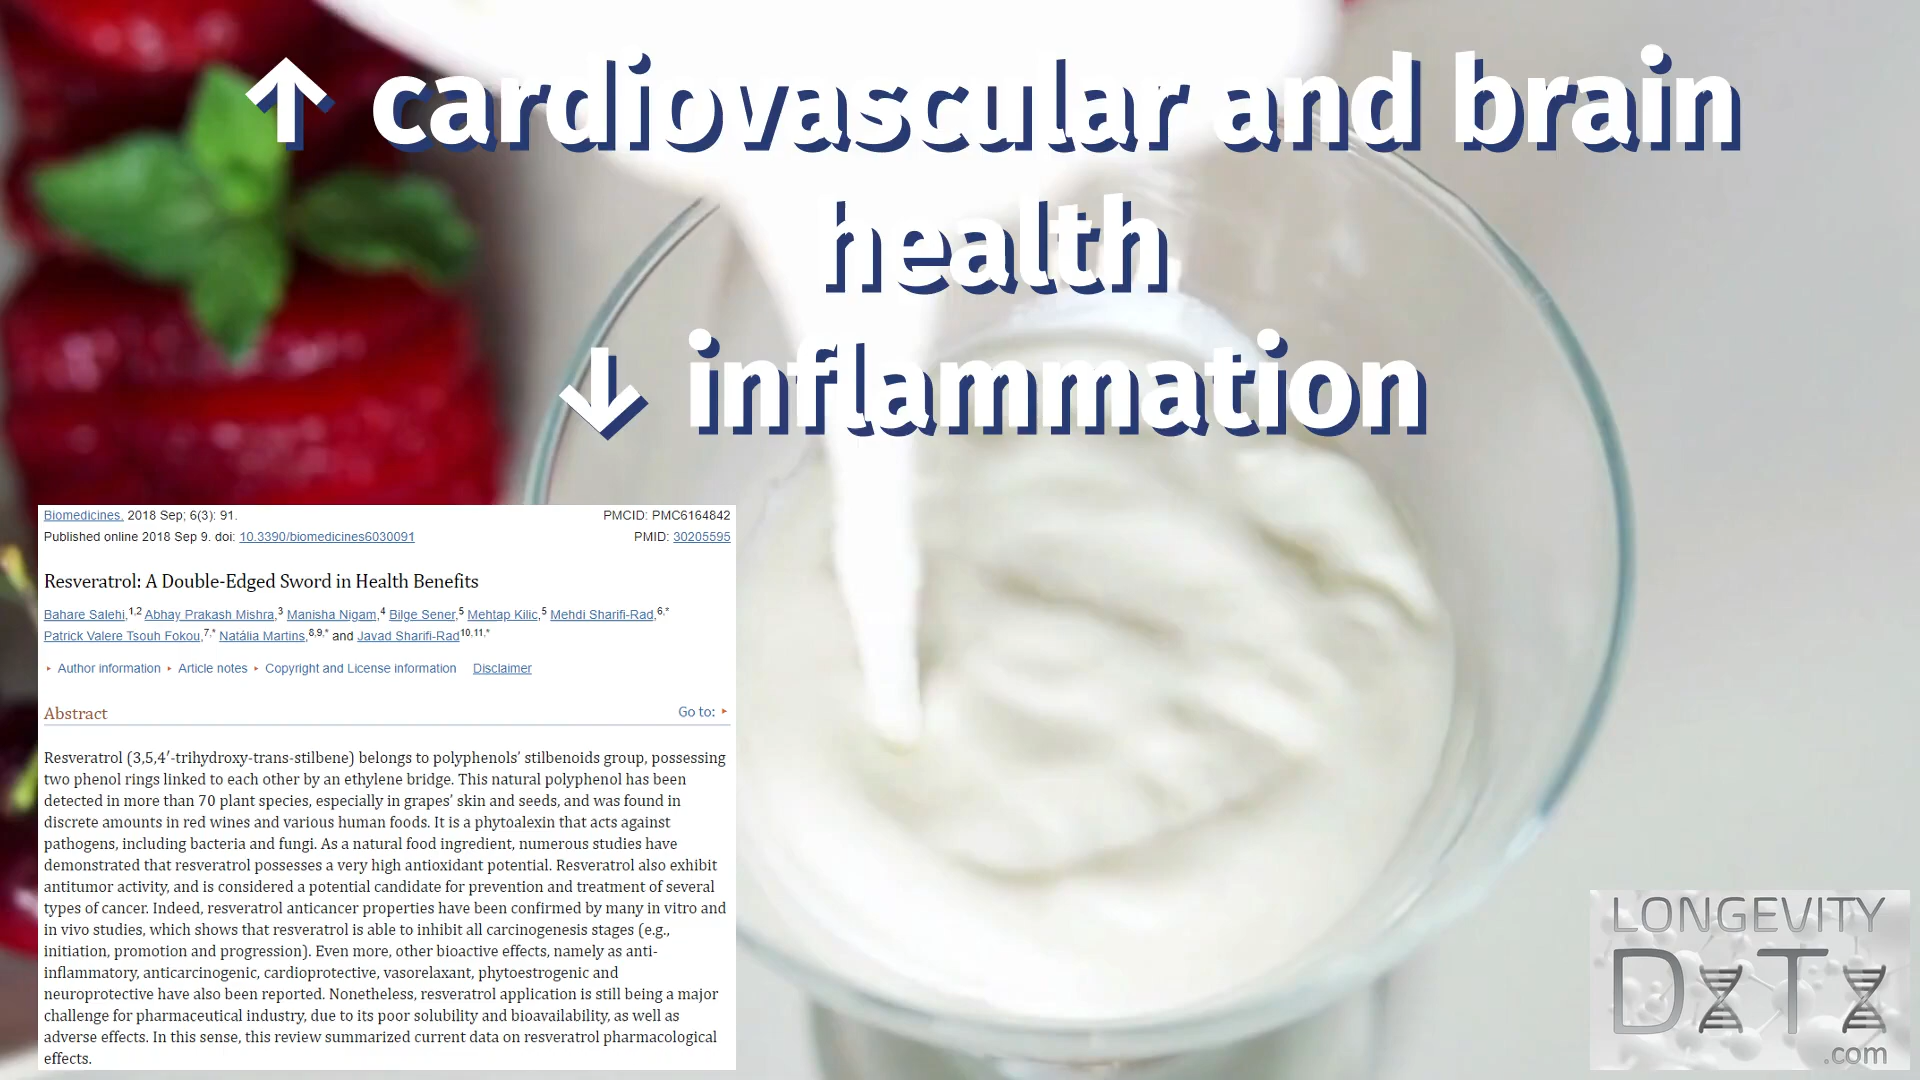 ↑ cardiovascular and brain
health
↓ inflammation
Biomedicines. 2018 Sep; 6(3): 91. PMCID: PMC6164842
Published online 2018 Sep 9. doi: 10.3390/biomedicines6030091 PMID: 30205595
Resveratrol: A Double-Edged Sword in Health Benefits
Bahare Salehi,1,2 Abhay Prakash Mishra,3 Manisha Nigam,4 Bilge Sener,5 Mehtap Kilic,5 Mehdi Sharifi-Rad,6,*
Patrick Valere Tsouh Fokou,7,* Natália Martins,8,9,* and Javad Sharifi-Rad10,11,*
▸ Author information ▸ Article notes ▸ Copyright and License information Disclaimer
Abstract Go to: ▸
Resveratrol (3,5,4′-trihydroxy-trans-stilbene) belongs to polyphenols’ stilbenoids group, possessing
two phenol rings linked to each other by an ethylene bridge. This natural polyphenol has been
detected in more than 70 plant species, especially in grapes’ skin and seeds, and was found in
discrete amounts in red wines and various human foods. It is a phytoalexin that acts against
pathogens, including bacteria and fungi. As a natural food ingredient, numerous studies have
demonstrated that resveratrol possesses a very high antioxidant potential. Resveratrol also exhibit
antitumor activity, and is considered a potential candidate for prevention and treatment of several
types of cancer. Indeed, resveratrol anticancer properties have been confirmed by many in vitro and
in vivo studies, which shows that resveratrol is able to inhibit all carcinogenesis stages (e.g.,
initiation, promotion and progression). Even more, other bioactive effects, namely as anti-
inflammatory, anticarcinogenic, cardioprotective, vasorelaxant, phytoestrogenic and
neuroprotective have also been reported. Nonetheless, resveratrol application is still being a major
challenge for pharmaceutical industry, due to its poor solubility and bioavailability, as well as
adverse effects. In this sense, this review summarized current data on resveratrol pharmacological
effects.
LONGEVITY
DATA
.com